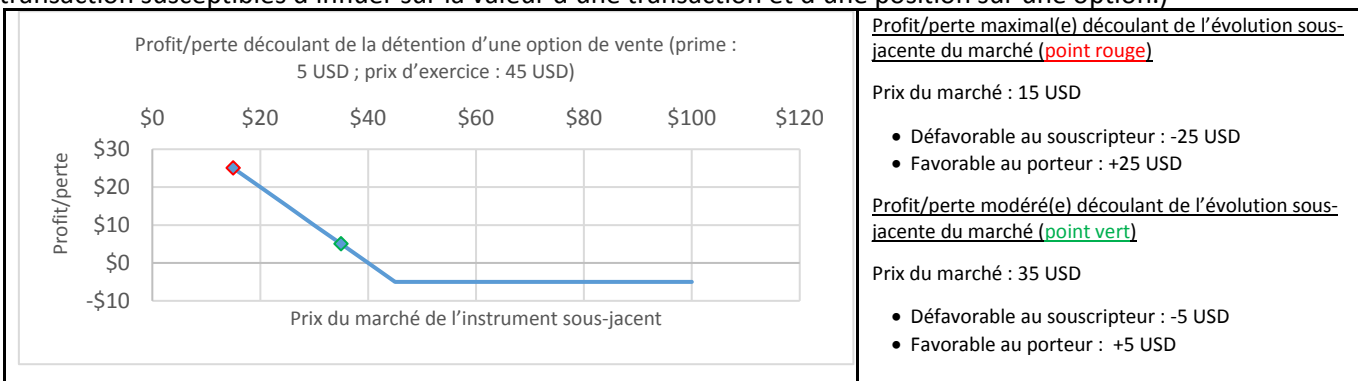 transaction susceptibles d'influer sur la valeur d'une transaction et d'une position sur une option.)
Profit/perte découlant de la détention d'une option de vente (prime :
5 USD ; prix d'exercice : 45 USD)
$0 $20 $40 $60 $80 $100 $120
$30
$20
$10
$0
-$10
Profit/perte
Prix du marché de l'instrument sous-jacent
Profit/perte maximal(e) découlant de l'évolution sous-
jacente du marché (point rouge)
Prix du marché : 15 USD
• Défavorable au souscripteur : -25 USD
• Favorable au porteur : +25 USD
Profit/perte modéré(e) découlant de l'évolution sous-
jacente du marché (point vert)
Prix du marché : 35 USD
• Défavorable au souscripteur : -5 USD
• Favorable au porteur : +5 USD